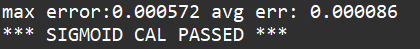 max error:0.000572 avg err: 0.000086
*** SIGMOID CAL PASSED ***